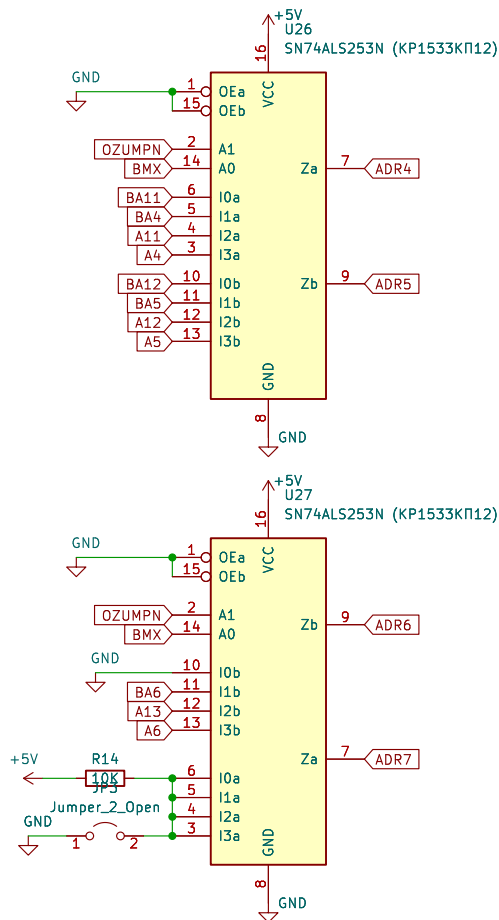 +5V
U26
SN74ALS253N (КР1533КП12)
16
VCC
GND
1 OEa
15 OEb
OZUMPN 2 A1
BMX 14 A0 Za 7 ADR4
BA11 6 I0a
BA4 5 I1a
A11 4 I2a
A4 3 I3a
BA12 10 I0b Zb 9 ADR5
BA5 11 I1b
A12 12 I2b
A5 13 I3b
GND
8
GND
+5V
U27
SN74ALS253N (КР1533КП12)
16
VCC
GND
1 OEa
15 OEb
OZUMPN 2 A1 Zb 9 ADR6
BMX 14 A0
GND
10 I0b
BA6 11 I1b
A13 12 I2b
A6 13 I3b
Za 7 ADR7
+5V R14
10K 6 I0a
JP3 5 I1a
Jumper_2_Open 4 I2a
GND 1 2 3 I3a
GND
8
GND